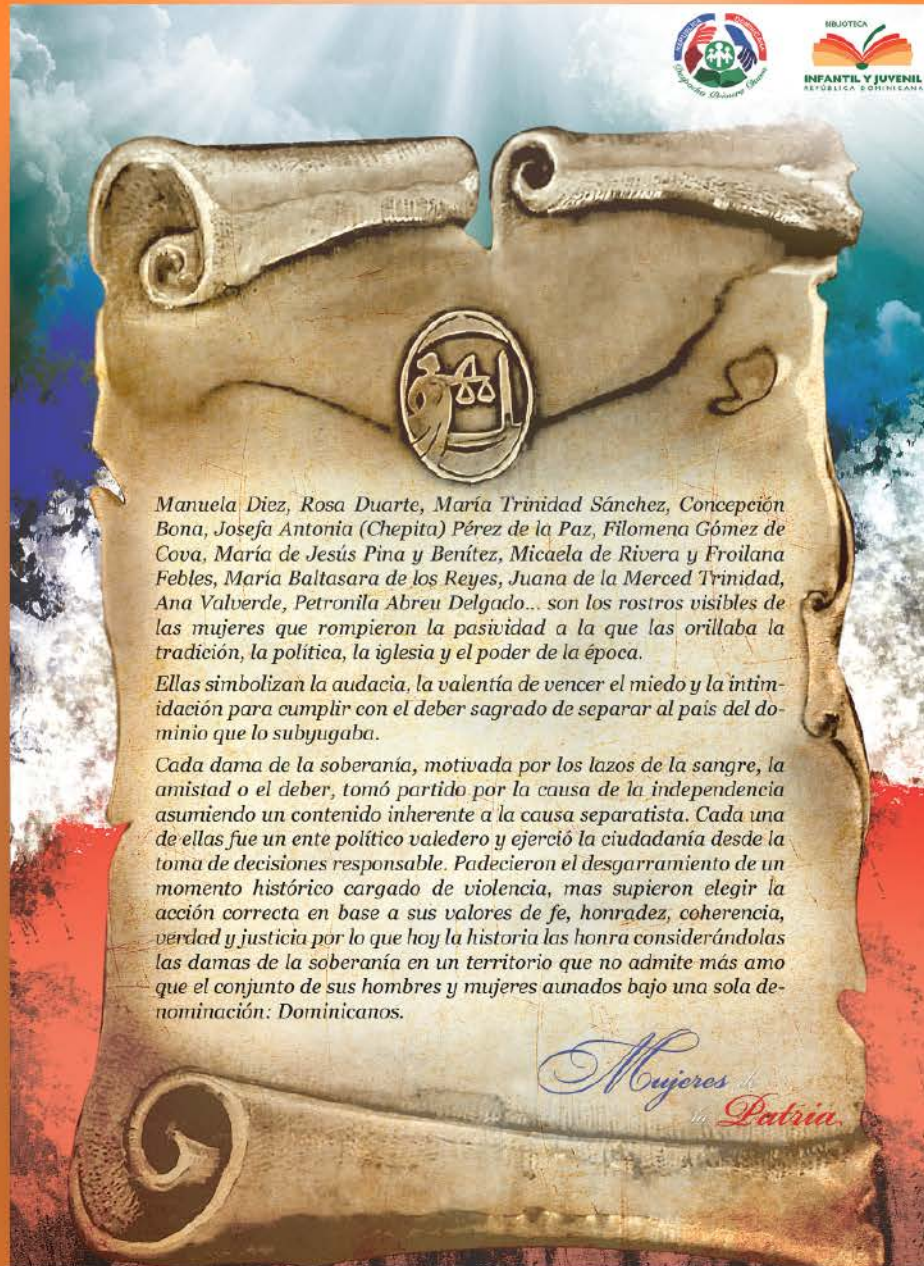 REPÚBLICA DOMINICANA
Despacho Primera Dama
BIBLIOTECA
INFANTIL Y JUVENIL
REPÚBLICA DOMINICANA
Manuela Diez, Rosa Duarte, María Trinidad Sánchez, Concepción
Bona, Josefa Antonia (Chepita) Pérez de la Paz, Filomena Gómez de
Cova, María de Jesús Pina y Benítez, Micaela de Rivera y Froilana
Febles, María Baltasara de los Reyes, Juana de la Merced Trinidad,
Ana Valverde, Petronila Abreu Delgado... son los rostros visibles de
las mujeres que rompieron la pasividad a la que las orillaba la
tradición, la política, la iglesia y el poder de la época.
Ellas simbolizan la audacia, la valentía de vencer el miedo y la intim-
idación para cumplir con el deber sagrado de separar al país del do-
minio que lo subyugaba.
Cada dama de la soberanía, motivada por los lazos de la sangre, la
amistad o el deber, tomó partido por la causa de la independencia
asumiendo un contenido inherente a la causa separatista. Cada una
de ellas fue un ente político valedero y ejerció la ciudadanía desde la
toma de decisiones responsable. Padecieron el desgarramiento de un
momento histórico cargado de violencia, mas supieron elegir la
acción correcta en base a sus valores de fe, honradez, coherencia,
verdad y justicia por lo que hoy la historia las honra considerándolas
las damas de la soberanía en un territorio que no admite más amo
que el conjunto de sus hombres y mujeres aunados bajo una sola de-
nominación: Dominicanos.
Mujeres de
la Patria